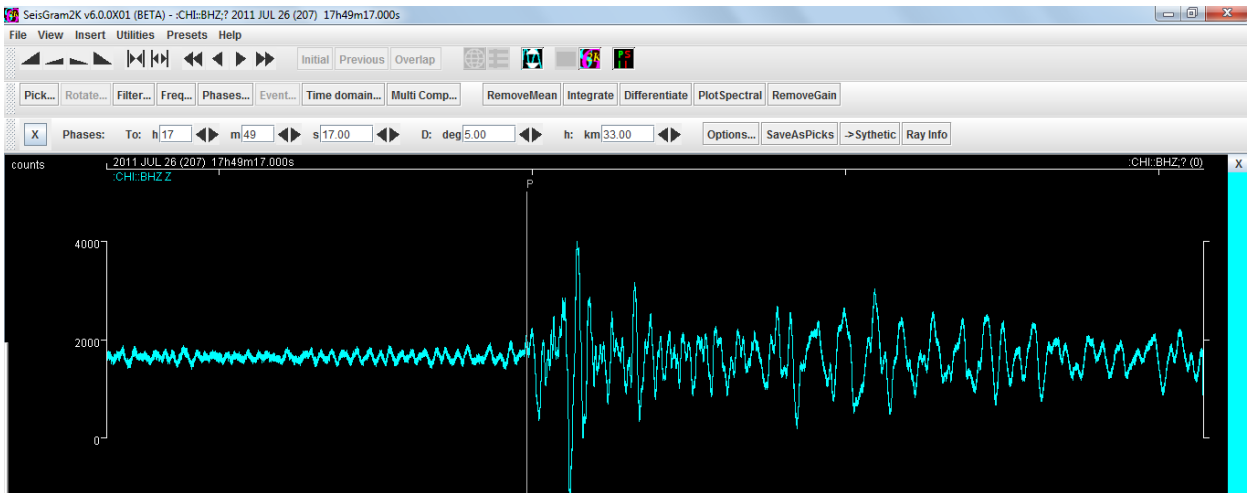 SeisGram2K v6.0.0X01 (BETA) - :CHI::BHZ;? 2011 JUL 26 (207) 17h49m17.000s
File View Insert Utilities Presets Help
Initial Previous Overlap
Pick... Rotate... Filter... Freq... Phases... Event... Time domain... Multi Comp... RemoveMean Integrate Differentiate PlotSpectral RemoveGain
X Phases: To: h 17 m 49 s 17.00 D: deg 5.00 h: km 33.00 Options... SaveAsPicks ->Sythetic Ray Info
counts 2011 JUL 26 (207) 17h49m17.000s :CHI::BHZ;? (0) X
:CHI::BHZ Z
P
4000
2000
0